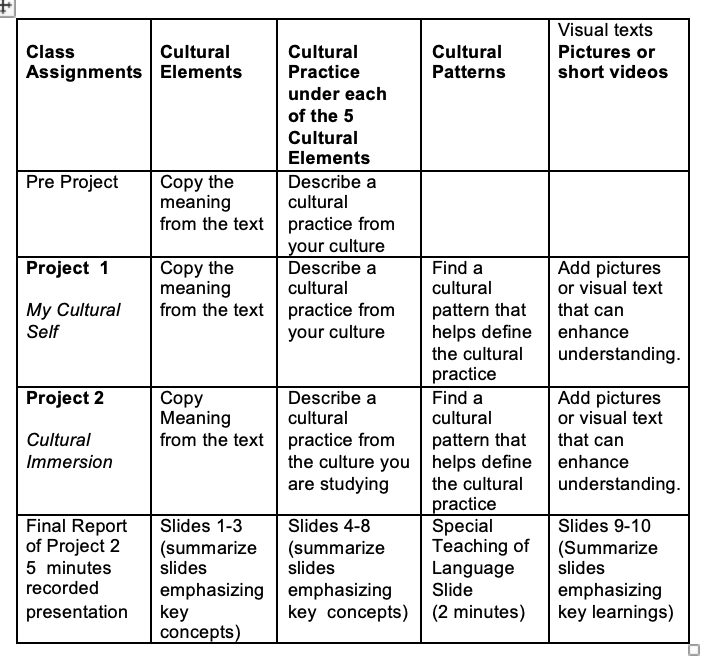 Class
Assignments
Cultural
Elements
Cultural
Practice
under each
of the 5
Cultural
Elements
Cultural
Patterns
Visual texts
Pictures or
short videos
Pre Project
Copy the
meaning
from the text
Describe a
cultural
practice from
your culture
Project 1
My Cultural
Self
Copy the
meaning
from the text
Describe a
cultural
practice from
your culture
Find a
cultural
pattern that
helps define
the cultural
practice
Add pictures
or visual text
that can
enhance
understanding.
Project 2
Cultural
Immersion
Copy
Meaning
from the text
Describe a
cultural
practice from
the culture you
are studying
Find a
cultural
pattern that
helps define
the cultural
practice
Add pictures
or visual text
that can
enhance
understanding.
Final Report
of Project 2
5 minutes
recorded
presentation
Slides 1-3
(summarize
slides
emphasizing
key
concepts)
Slides 4-8
(summarize
slides
emphasizing
key concepts)
Special
Teaching of
Language
Slide
(2 minutes)
Slides 9-10
(Summarize
slides
emphasizing
key learnings)